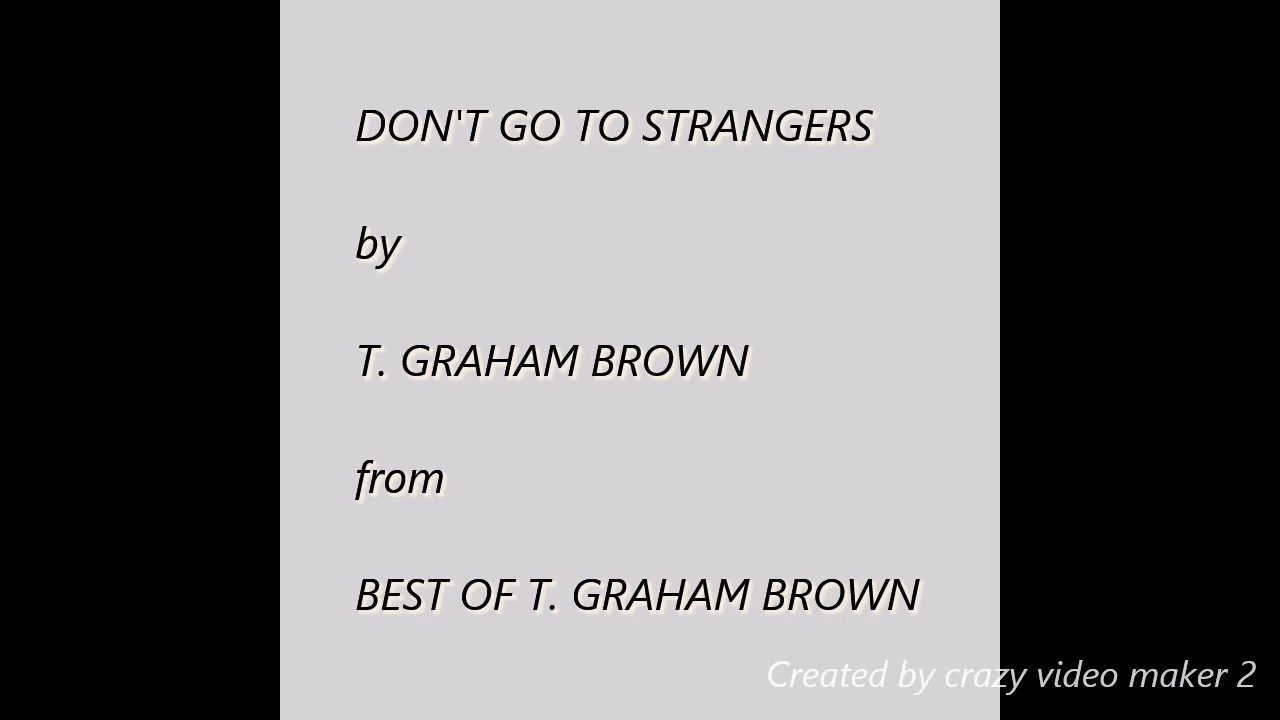 DON'T GO TO STRANGERS
by
T. GRAHAM BROWN
from
BEST OF T. GRAHAM BROWN
Created by crazy video maker 2